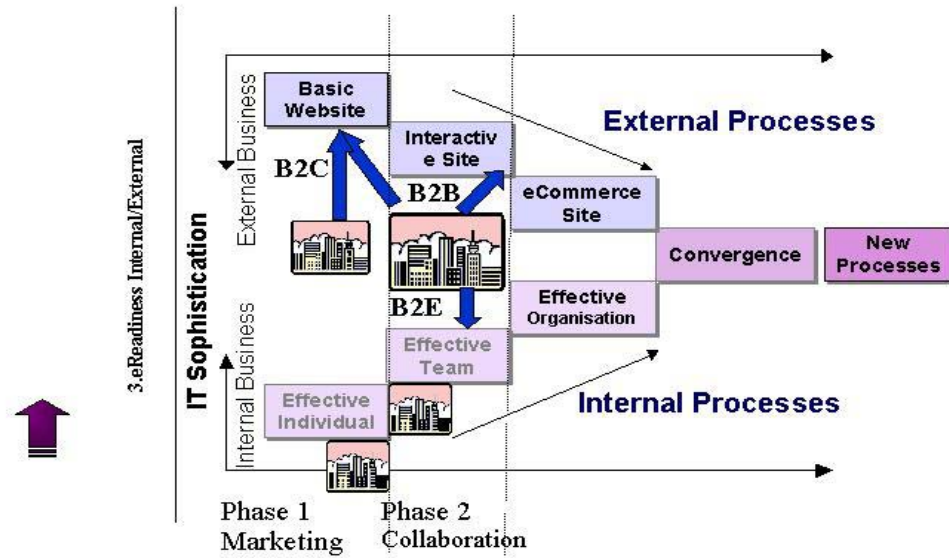 3.eReadiness Internal/External
IT Sophistication
External Business
Internal Business
Basic
Website
Interactiv
e Site
eCommerce
Site
External Processes
B2C
B2B
B2E
Convergence
New
Processes
Effective
Organisation
Effective
Team
Effective
Individual
Internal Processes
Phase 1
Marketing
Phase 2
Collaboration